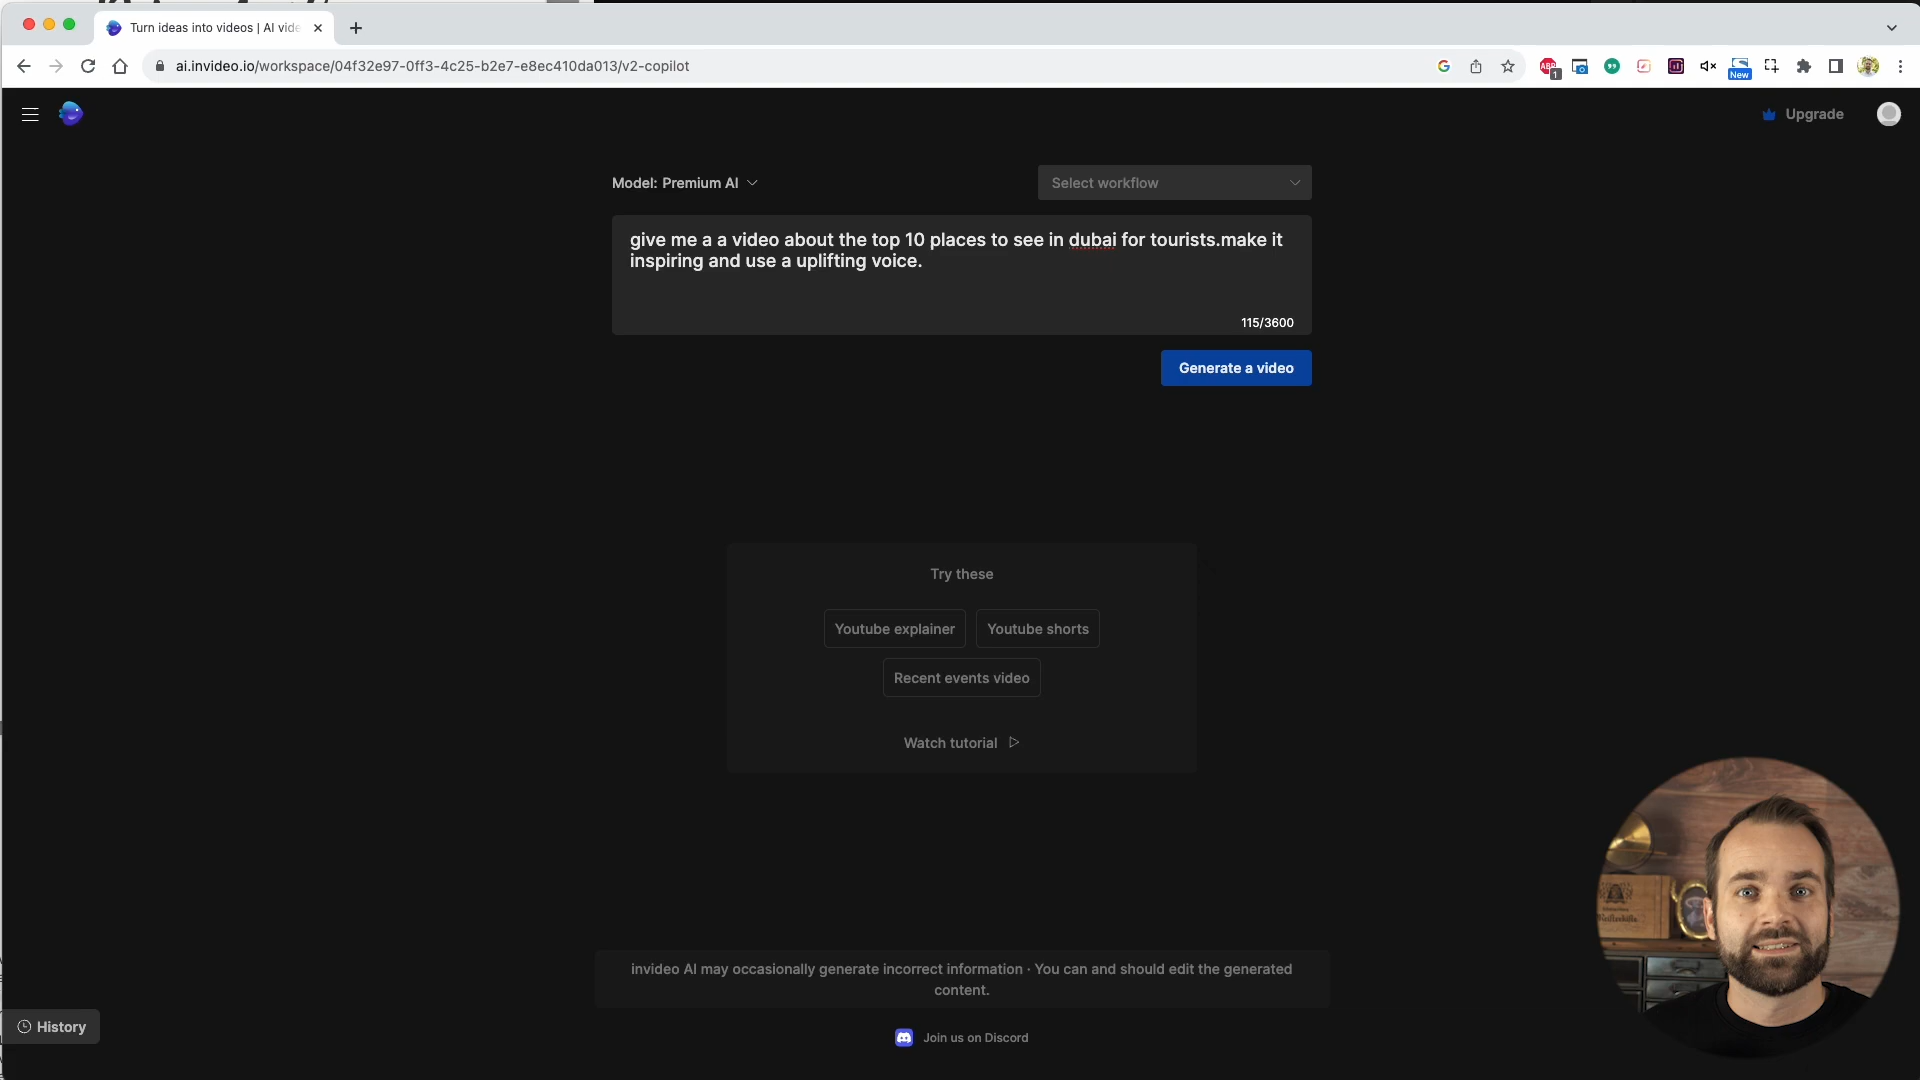 Turn ideas into videos | AI vide
ai.invideo.io/workspace/04f32e97-0ff3-4c25-b2e7-e8ec410da013/v2-copilot
ABP
1
New
Upgrade
Model: Premium AI
Select workflow
give me a a video about the top 10 places to see in dubai for tourists.make it
inspiring and use a uplifting voice.
115/3600
Generate a video
Try these
Youtube explainer
Youtube shorts
Recent events video
Watch tutorial
invideo AI may occasionally generate incorrect information · You can and should edit the generated
content.
History
Join us on Discord